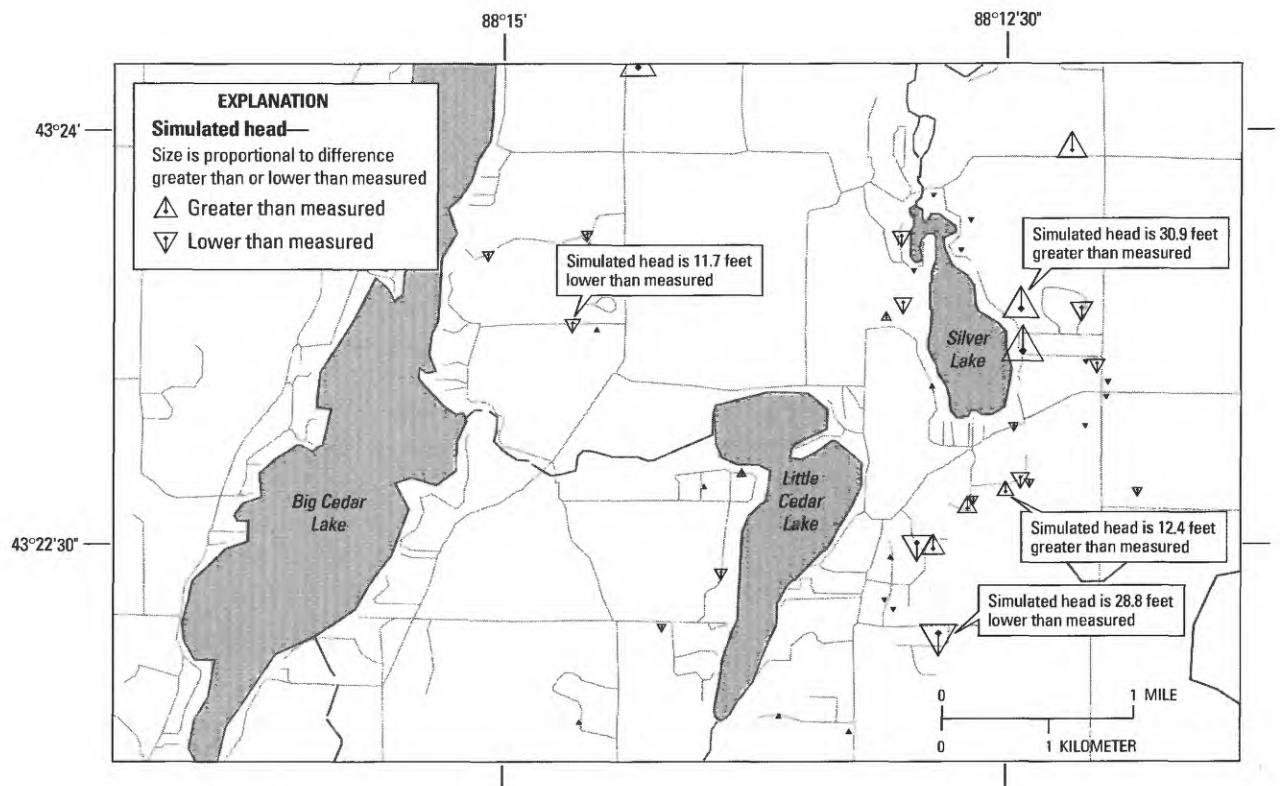 88°15'
88°12'30"
43°24'
EXPLANATION
Simulated head—
Size is proportional to difference
greater than or lower than measured
Greater than measured
Lower than measured
Simulated head is 11.7 feet
lower than measured
Simulated head is 30.9 feet
greater than measured
Silver
Lake
Big Cedar
Lake
Little
Cedar
Lake
Simulated head is 12.4 feet
greater than measured
43°22'30"
Simulated head is 28.8 feet
lower than measured
0 1 MILE
0 1 KILOMETER